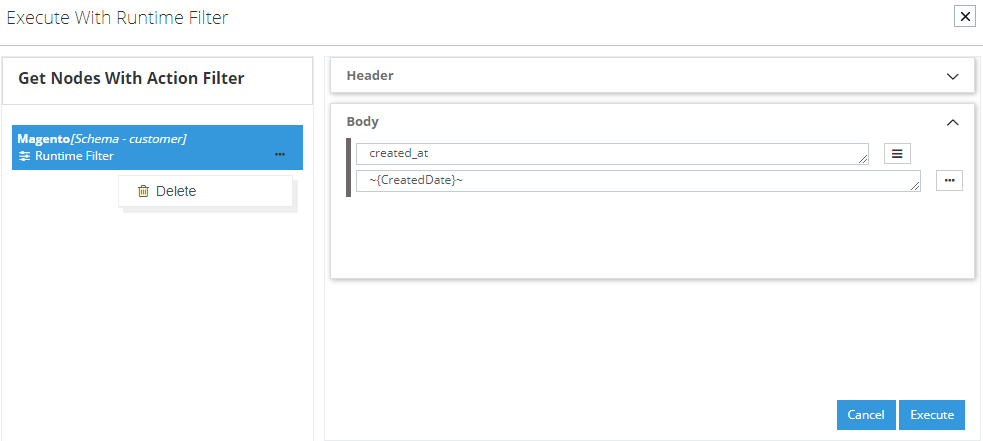 Execute With Runtime Filter
Get Nodes With Action Filter
Magento[Schema - customer]
Runtime Filter
Delete
Header
Body
created_at
~{CreatedDate}~
Cancel
Execute